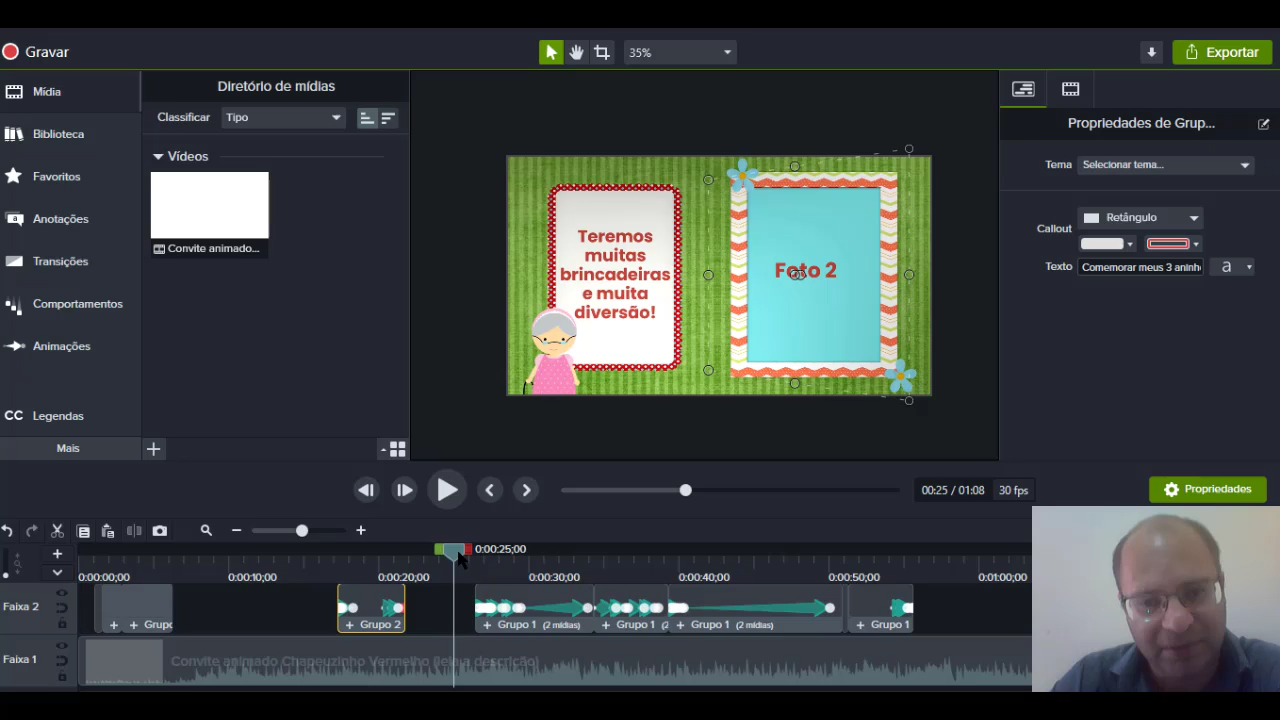 Gravar
35%
Exportar
Mídia
Biblioteca
Favoritos
Anotações
Transições
Comportamentos
Animações
CC Legendas
Mais
Diretório de mídias
Classificar Tipo
Vídeos
Convite animado...
Teremos
muitas
brincadeiras
e muita
diversão!
Foto 2
Propriedades de Grup...
Tema Selecionar tema...
Callout Retângulo
Texto Comemorar meus 3 aninh a
00:25 / 01:08 30 fps
Propriedades
0:00:25;00
0:00:00;00 0:00:10;00 0:00:20;00 0:00:30;00 0:00:40;00 0:00:50;00 0:01:00;00
Faixa 2
+ + Grupo + Grupo 2 + Grupo 1 (2 mídias) + Grupo 1 (2 + Grupo 1 (2 mídias) + Grupo 1
Faixa 1
Convite animado Chapeuzinho Vermelho (leia a descrição)